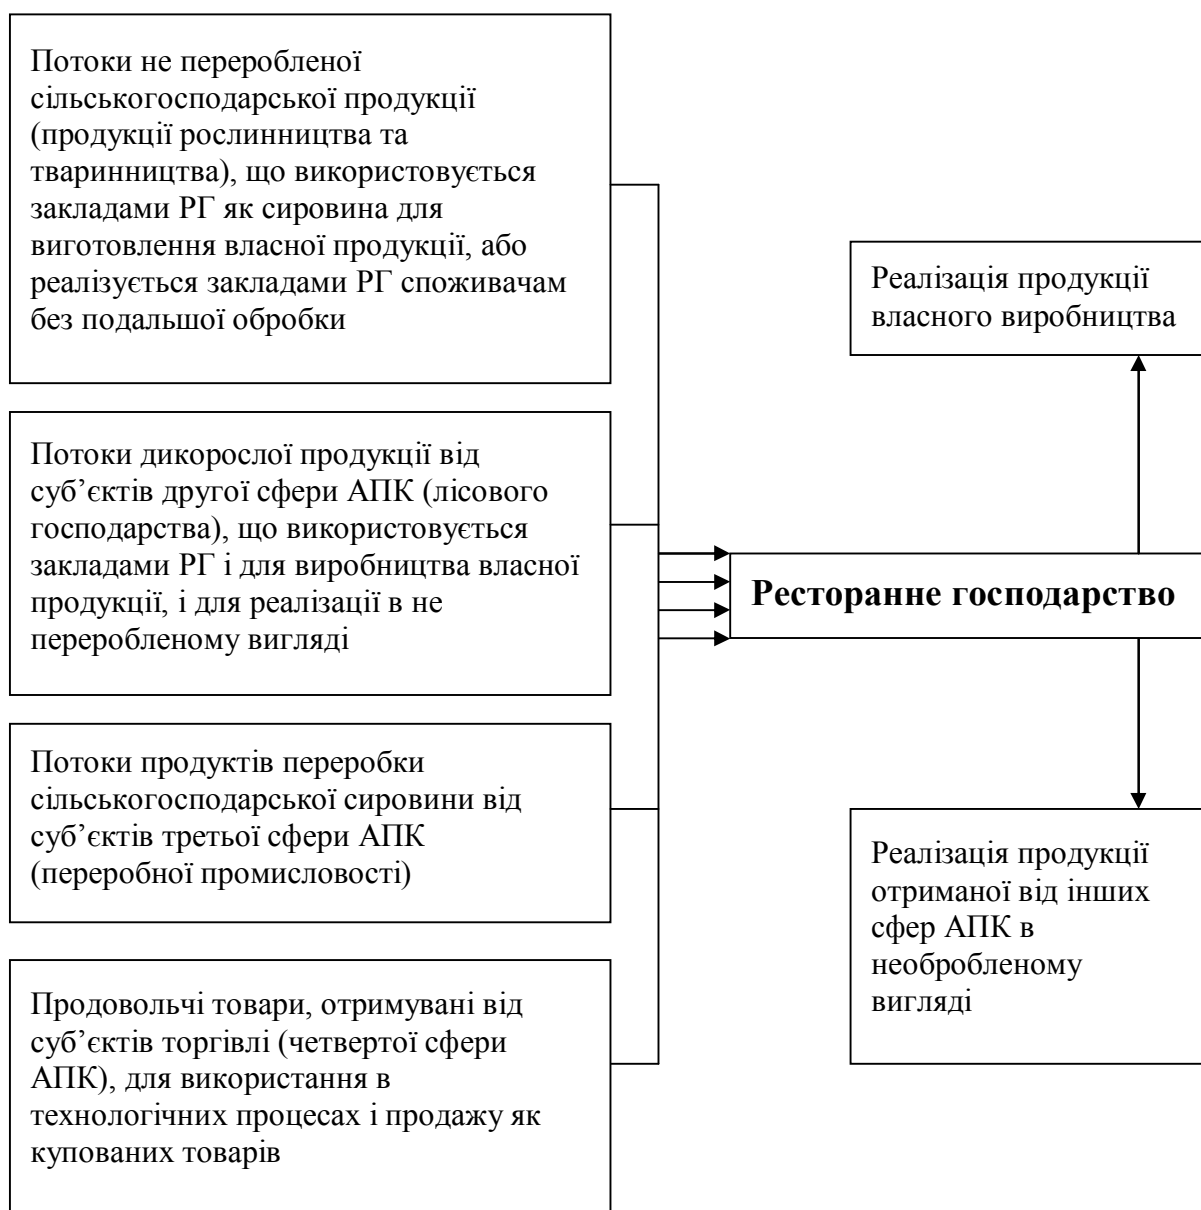 Потоки не переробленої
сільськогосподарської продукції
(продукції рослинництва та
тваринництва), що використовується
закладами РГ як сировина для
виготовлення власної продукції, або
реалізується закладами РГ споживачам
без подальшої обробки
Потоки дикорослої продукції від
суб’єктів другої сфери АПК (лісового
господарства), що використовується
закладами РГ і для виробництва власної
продукції, і для реалізації в не
переробленому вигляді
Потоки продуктів переробки
сільськогосподарської сировини від
суб’єктів третьої сфери АПК
(переробної промисловості)
Продовольчі товари, отримувані від
суб’єктів торгівлі (четвертої сфери
АПК), для використання в
технологічних процесах і продажу як
купованих товарів
Ресторанне господарство
Реалізація продукції
власного виробництва
Реалізація продукції
отриманої від інших
сфер АПК в
необробленому
вигляді